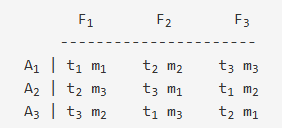 F₁ F₂ F₃
-----------------------
A₁ | t₁ m₁ t₂ m₂ t₃ m₃
A₂ | t₂ m₃ t₃ m₁ t₁ m₂
A₃ | t₃ m₂ t₁ m₃ t₂ m₁